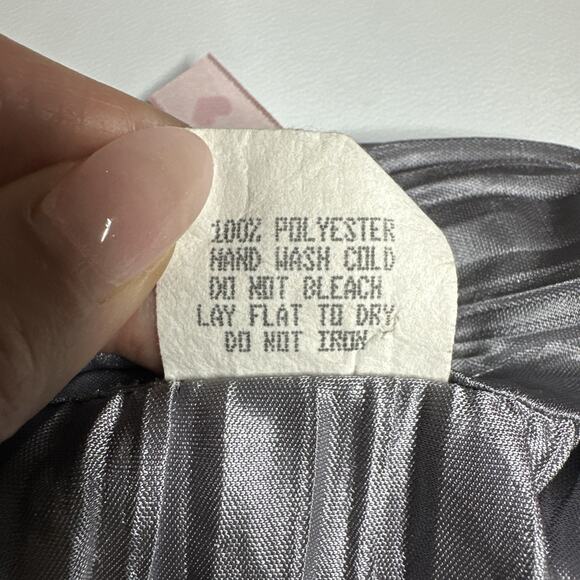 100% POLYESTER
HAND WASH COLD
DO NOT BLEACH
LAY FLAT TO DRY
DO NOT IRON